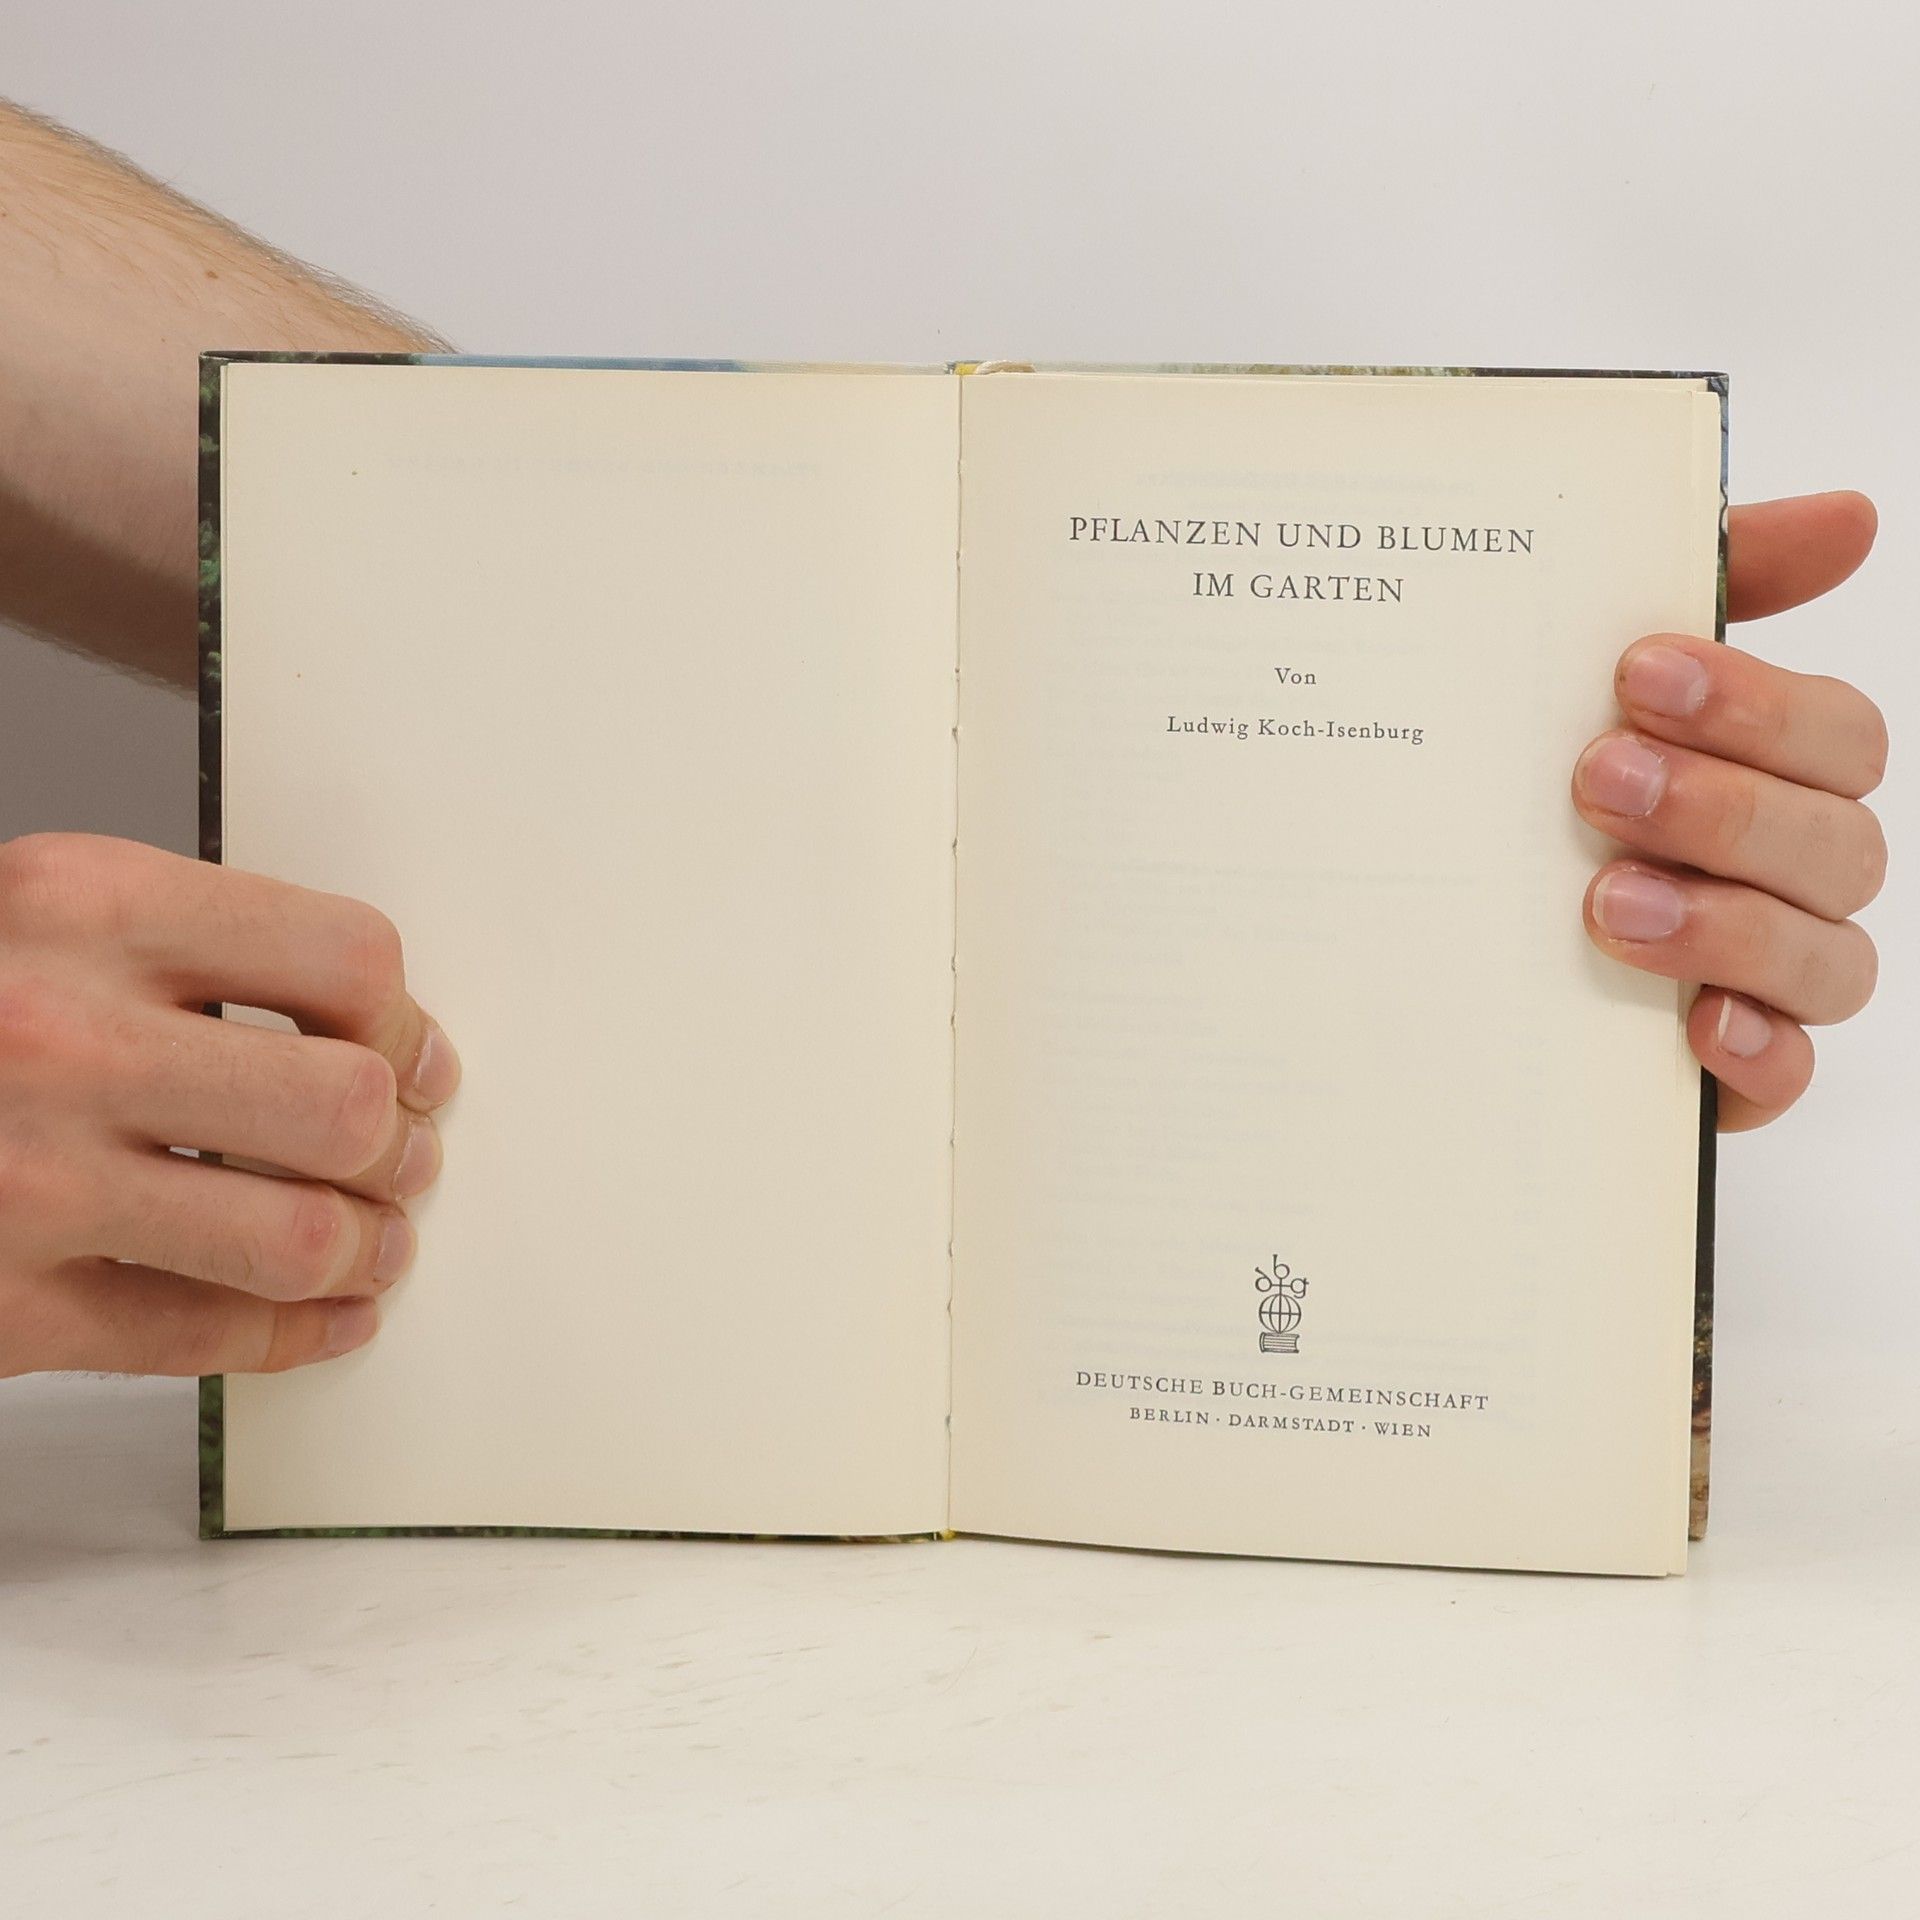 PFLANZEN UND BLUMEN
IM GARTEN
Von
Ludwig Koch-Isenburg
dbg
DEUTSCHE BUCH-GEMEINSCHAFT
BERLIN · DARMSTADT · WIEN